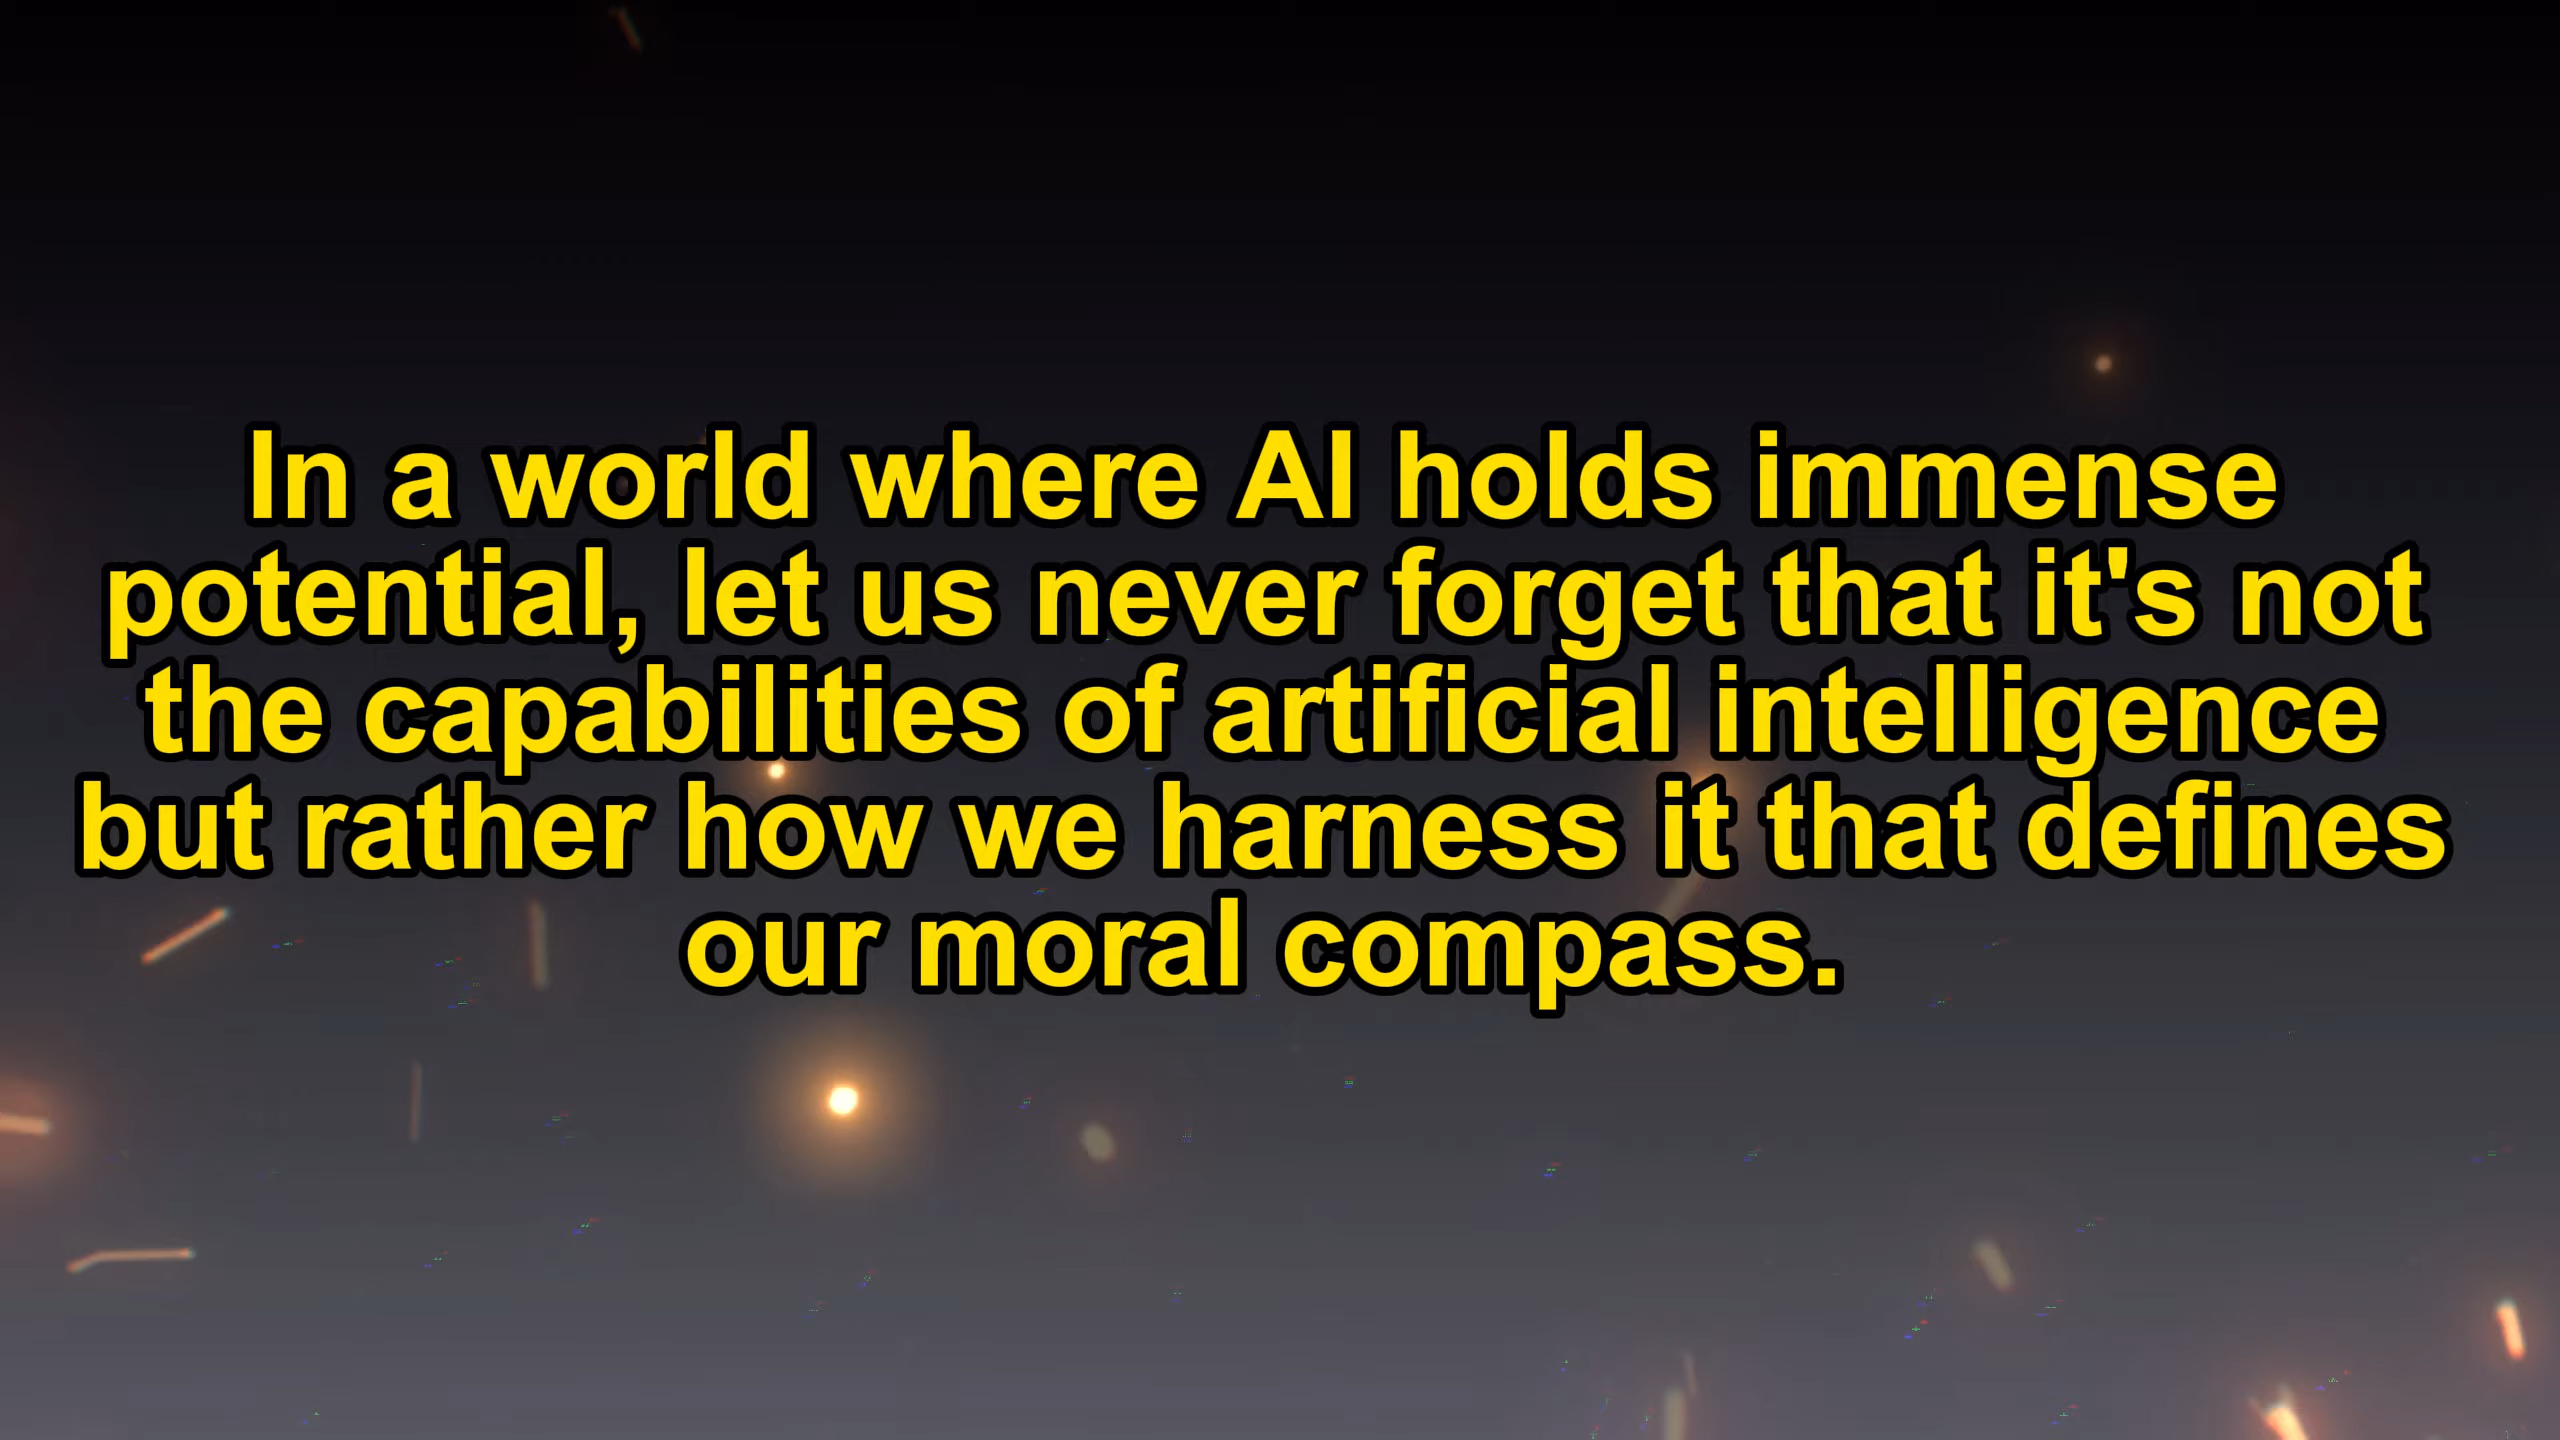 In a world where AI holds immense
potential, let us never forget that it's not
the capabilities of artificial intelligence
but rather how we harness it that defines
our moral compass.